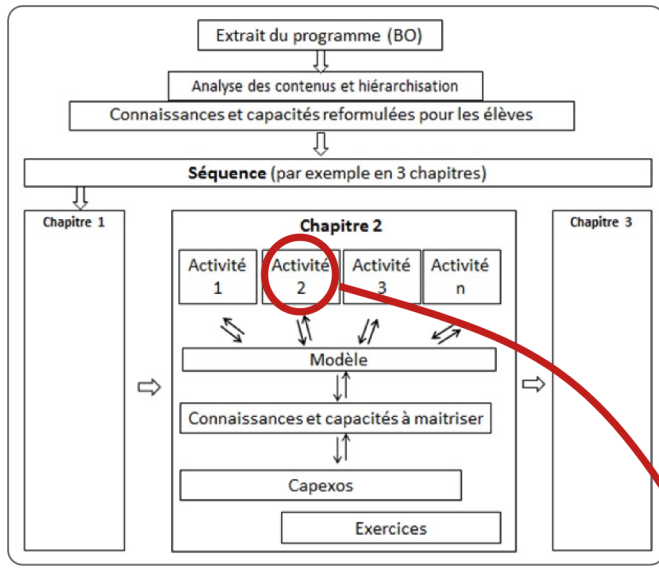 Extrait du programme (BO)
Analyse des contenus et hiérarchisation
Connaissances et capacités reformulées pour les élèves
Séquence (par exemple en 3 chapitres)
Chapitre 1
Chapitre 2
Chapitre 3
Activité
1
Activité
2
Activité
3
Activité
n
Modèle
Connaissances et capacités à maitriser
Capexos
Exercices